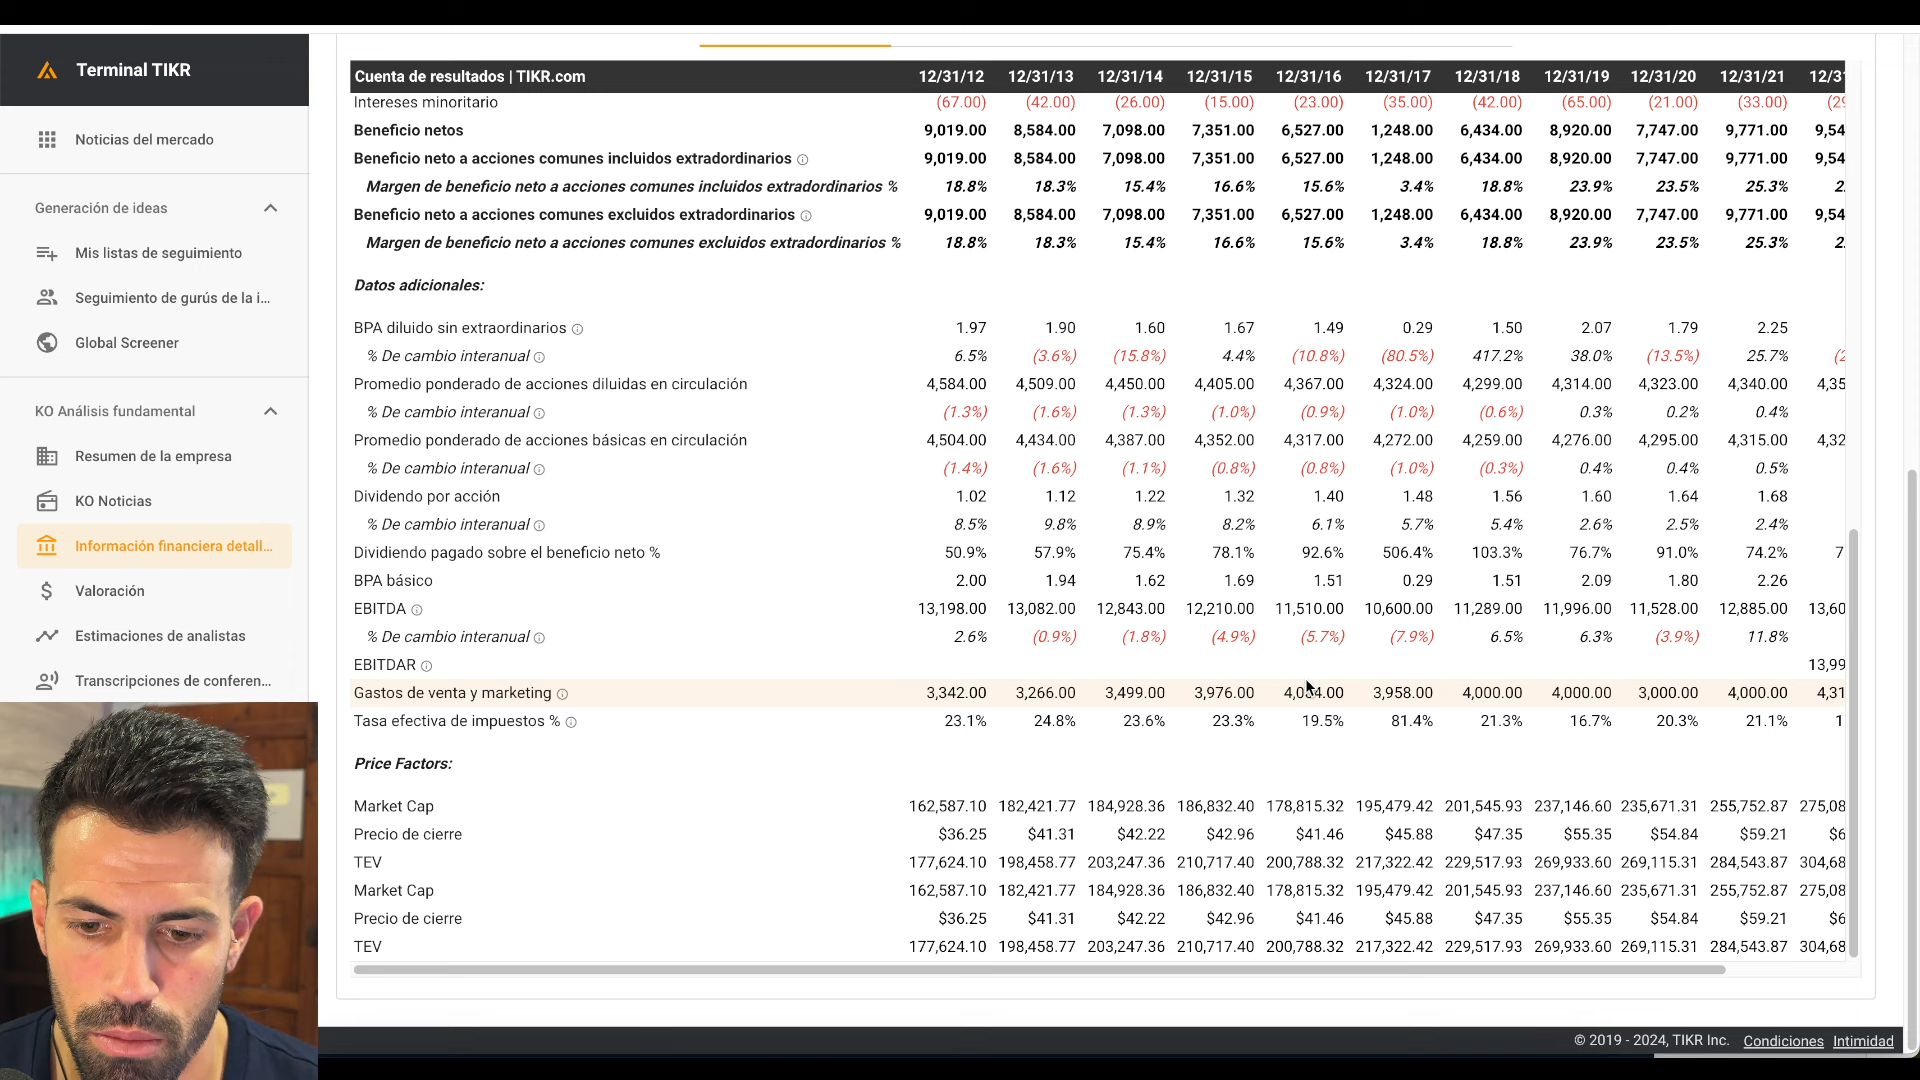 Terminal TIKR
Noticias del mercado
Generación de ideas
Mis listas de seguimiento
Seguimiento de gurús de la i...
Global Screener
KO Análisis fundamental
Resumen de la empresa
KO Noticias
Información financiera detall...
Valoración
Estimaciones de analistas
Transcripciones de conferen...
Cuenta de resultados | TIKR.com 12/31/12 12/31/13 12/31/14 12/31/15 12/31/16 12/31/17 12/31/18 12/31/19 12/31/20 12/31/21 12/3
Intereses minoritario (67.00) (42.00) (26.00) (15.00) (23.00) (35.00) (42.00) (65.00) (21.00) (33.00) (29
Beneficio netos 9,019.00 8,584.00 7,098.00 7,351.00 6,527.00 1,248.00 6,434.00 8,920.00 7,747.00 9,771.00 9,54
Beneficio neto a acciones comunes incluidos extradordinarios 9,019.00 8,584.00 7,098.00 7,351.00 6,527.00 1,248.00 6,434.00 8,920.00 7,747.00 9,771.00 9,54
Margen de beneficio neto a acciones comunes incluidos extradordinarios % 18.8% 18.3% 15.4% 16.6% 15.6% 3.4% 18.8% 23.9% 23.5% 25.3% 2
Beneficio neto a acciones comunes excluidos extradordinarios 9,019.00 8,584.00 7,098.00 7,351.00 6,527.00 1,248.00 6,434.00 8,920.00 7,747.00 9,771.00 9,54
Margen de beneficio neto a acciones comunes excluidos extradordinarios % 18.8% 18.3% 15.4% 16.6% 15.6% 3.4% 18.8% 23.9% 23.5% 25.3% 2
Datos adicionales:
BPA diluido sin extraordinarios 1.97 1.90 1.60 1.67 1.49 0.29 1.50 2.07 1.79 2.25
% De cambio interanual 6.5% (3.6%) (15.8%) 4.4% (10.8%) (80.5%) 417.2% 38.0% (13.5%) 25.7% (2
Promedio ponderado de acciones diluidas en circulación 4,584.00 4,509.00 4,450.00 4,405.00 4,367.00 4,324.00 4,299.00 4,314.00 4,323.00 4,340.00 4,35
% De cambio interanual (1.3%) (1.6%) (1.3%) (1.0%) (0.9%) (1.0%) (0.6%) 0.3% 0.2% 0.4%
Promedio ponderado de acciones básicas en circulación 4,504.00 4,434.00 4,387.00 4,352.00 4,317.00 4,272.00 4,259.00 4,276.00 4,295.00 4,315.00 4,32
% De cambio interanual (1.4%) (1.6%) (1.1%) (0.8%) (0.8%) (1.0%) (0.3%) 0.4% 0.4% 0.5%
Dividendo por acción 1.02 1.12 1.22 1.32 1.40 1.48 1.56 1.60 1.64 1.68
% De cambio interanual 8.5% 9.8% 8.9% 8.2% 6.1% 5.7% 5.4% 2.6% 2.5% 2.4%
Dividiendo pagado sobre el beneficio neto % 50.9% 57.9% 75.4% 78.1% 92.6% 506.4% 103.3% 76.7% 91.0% 74.2% 7
BPA básico 2.00 1.94 1.62 1.69 1.51 0.29 1.51 2.09 1.80 2.26
EBITDA 13,198.00 13,082.00 12,843.00 12,210.00 11,510.00 10,600.00 11,289.00 11,996.00 11,528.00 12,885.00 13,60
% De cambio interanual 2.6% (0.9%) (1.8%) (4.9%) (5.7%) (7.9%) 6.5% 6.3% (3.9%) 11.8%
EBITDAR 13,99
Gastos de venta y marketing 3,342.00 3,266.00 3,499.00 3,976.00 3,958.00 4,000.00 4,000.00 3,000.00 4,000.00 4,31
Tasa efectiva de impuestos % 23.1% 24.8% 23.6% 23.3% 19.5% 81.4% 21.3% 16.7% 20.3% 21.1% 1
Price Factors:
Market Cap 162,587.10 182,421.77 184,928.36 186,832.40 178,815.32 195,479.42 201,545.93 237,146.60 235,671.31 255,752.87 275,08
Precio de cierre $36.25 $41.31 $42.22 $42.96 $41.46 $45.88 $47.35 $55.35 $54.84 $59.21 $6
TEV 177,624.10 198,458.77 203,247.36 210,717.40 200,788.32 217,322.42 229,517.93 269,933.60 269,115.31 284,543.87 304,68
Market Cap 162,587.10 182,421.77 184,928.36 186,832.40 178,815.32 195,479.42 201,545.93 237,146.60 235,671.31 255,752.87 275,08
Precio de cierre $36.25 $41.31 $42.22 $42.96 $41.46 $45.88 $47.35 $55.35 $54.84 $59.21 $6
TEV 177,624.10 198,458.77 203,247.36 210,717.40 200,788.32 217,322.42 229,517.93 269,933.60 269,115.31 284,543.87 304,68
© 2019 - 2024, TIKR Inc. Condiciones Intimidad